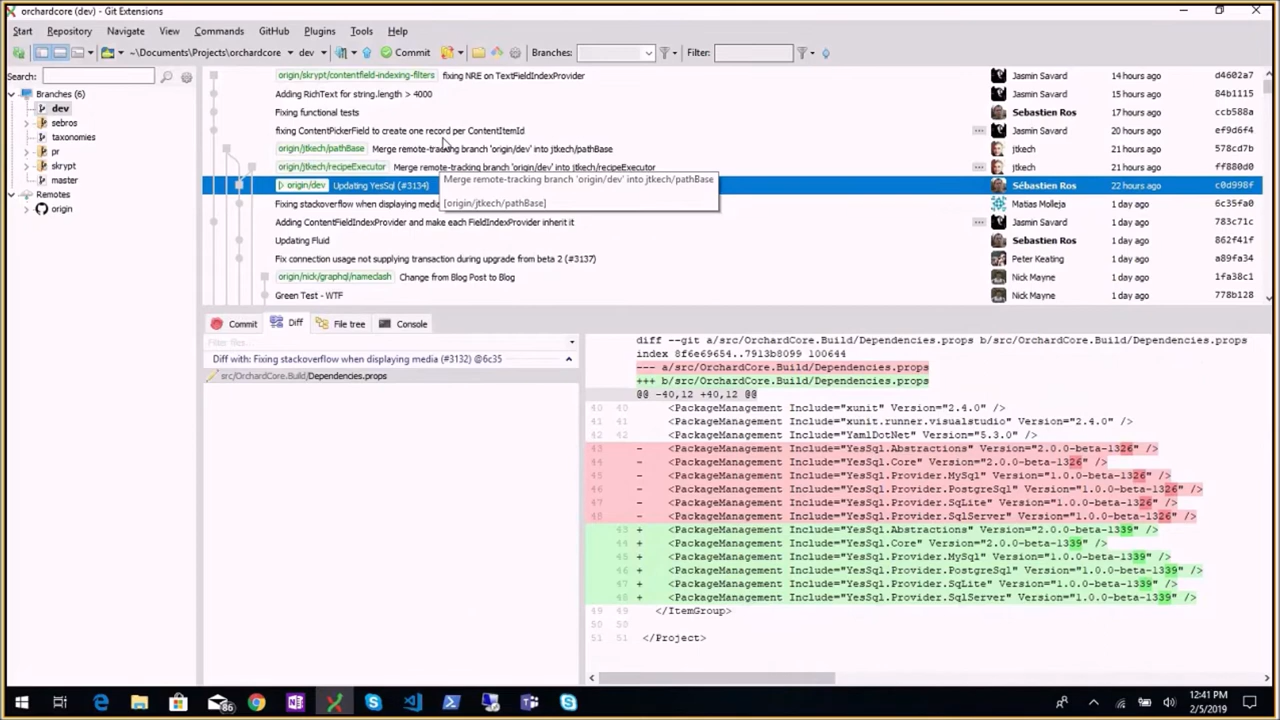 orchardcore (dev) - Git Extensions
Start Repository Navigate View Commands GitHub Plugins Tools Help
~\Documents\Projects\orchardcore dev Commit Branches: Filter:
Search:
Branches (6)
dev
sebros
taxonomies
pr
skrypt
master
Remotes
origin
origin/skrypt/contentfield-indexing-filters fixing NRE on TextFieldIndexProvider Jasmin Savard 14 hours ago d4602a7
Adding RichText for string.length > 4000 Jasmin Savard 15 hours ago 84b1115
Fixing functional tests Sebastien Ros 17 hours ago ccb588a
fixing ContentPickerField to create one record per ContentItemId Jasmin Savard 20 hours ago ef9d6f4
origin/jtkech/pathBase Merge remote-tracking branch 'origin/dev' into jtkech/pathBase jtkech 21 hours ago 578cd7b
origin/jtkech/recipeExecutor Merge remote-tracking branch 'origin/dev' into jtkech/recipeExecutor jtkech 21 hours ago ff880d0
origin/dev Updating YesSql (#3134) Sébastien Ros 22 hours ago c0d998f
Merge remote-tracking branch 'origin/dev' into jtkech/pathBase
[origin/jtkech/pathBase]
Fixing stackoverflow when displaying media Matias Molleja 1 day ago 6c35fa0
Adding ContentFieldIndexProvider and make each FieldIndexProvider inherit it Jasmin Savard 1 day ago 783c71c
Updating Fluid Sebastien Ros 1 day ago 862f41f
Fix connection usage not supplying transaction during upgrade from beta 2 (#3137) Peter Keating 1 day ago a89fa34
origin/nick/graphql/nameclash Change from Blog Post to Blog Nick Mayne 1 day ago 1fa38c1
Green Test - WTF Nick Mayne 1 day ago 778b128
Commit Diff File tree Console
Filter files...
Diff with: Fixing stackoverflow when displaying media (#3132) @6c35
src/OrchardCore.Build/Dependencies.props
diff --git a/src/OrchardCore.Build/Dependencies.props b/src/OrchardCore.Build/Dependencies.props
index 8f6e69654..7913b8099 100644
--- a/src/OrchardCore.Build/Dependencies.props
+++ b/src/OrchardCore.Build/Dependencies.props
@@ -40,12 +40,12 @@
40 40 <PackageManagement Include="xunit" Version="2.4.0" />
41 41 <PackageManagement Include="xunit.runner.visualstudio" Version="2.4.0" />
42 42 <PackageManagement Include="YamlDotNet" Version="5.3.0" />
43 - <PackageManagement Include="YesSql.Abstractions" Version="2.0.0-beta-1326" />
44 - <PackageManagement Include="YesSql.Core" Version="2.0.0-beta-1326" />
45 - <PackageManagement Include="YesSql.Provider.MySql" Version="1.0.0-beta-1326" />
46 - <PackageManagement Include="YesSql.Provider.PostgreSql" Version="1.0.0-beta-1326" />
47 - <PackageManagement Include="YesSql.Provider.SqLite" Version="1.0.0-beta-1326" />
48 - <PackageManagement Include="YesSql.Provider.SqlServer" Version="1.0.0-beta-1326" />
43 + <PackageManagement Include="YesSql.Abstractions" Version="2.0.0-beta-1339" />
44 + <PackageManagement Include="YesSql.Core" Version="2.0.0-beta-1339" />
45 + <PackageManagement Include="YesSql.Provider.MySql" Version="1.0.0-beta-1339" />
46 + <PackageManagement Include="YesSql.Provider.PostgreSql" Version="1.0.0-beta-1339" />
47 + <PackageManagement Include="YesSql.Provider.SqLite" Version="1.0.0-beta-1339" />
48 + <PackageManagement Include="YesSql.Provider.SqlServer" Version="1.0.0-beta-1339" />
49 49 </ItemGroup>
50 50
51 51 </Project>
86
12:41 PM
2/5/2019